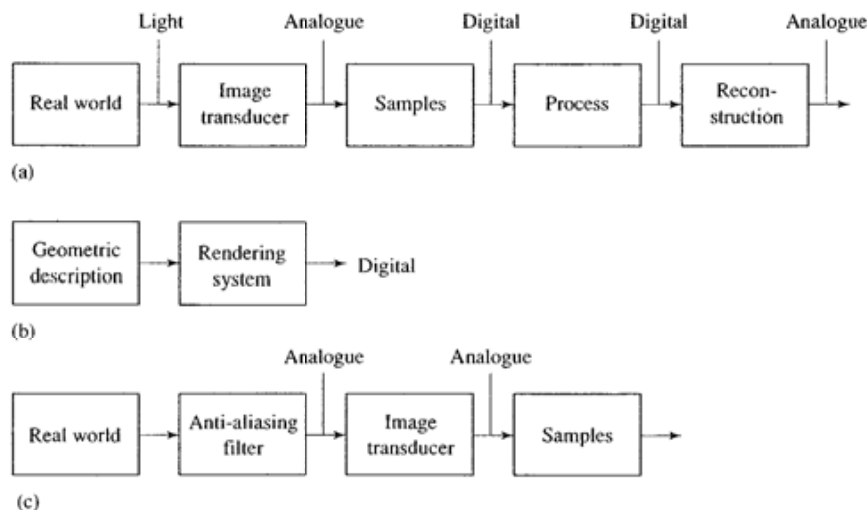 Light Analogue Digital Digital Analogue
Real world
Image
transducer
Samples
Process
Recon-
struction
(a)
Geometric
description
Rendering
system
Digital
(b)
Analogue Analogue
Real world
Anti-aliasing
filter
Image
transducer
Samples
(c)